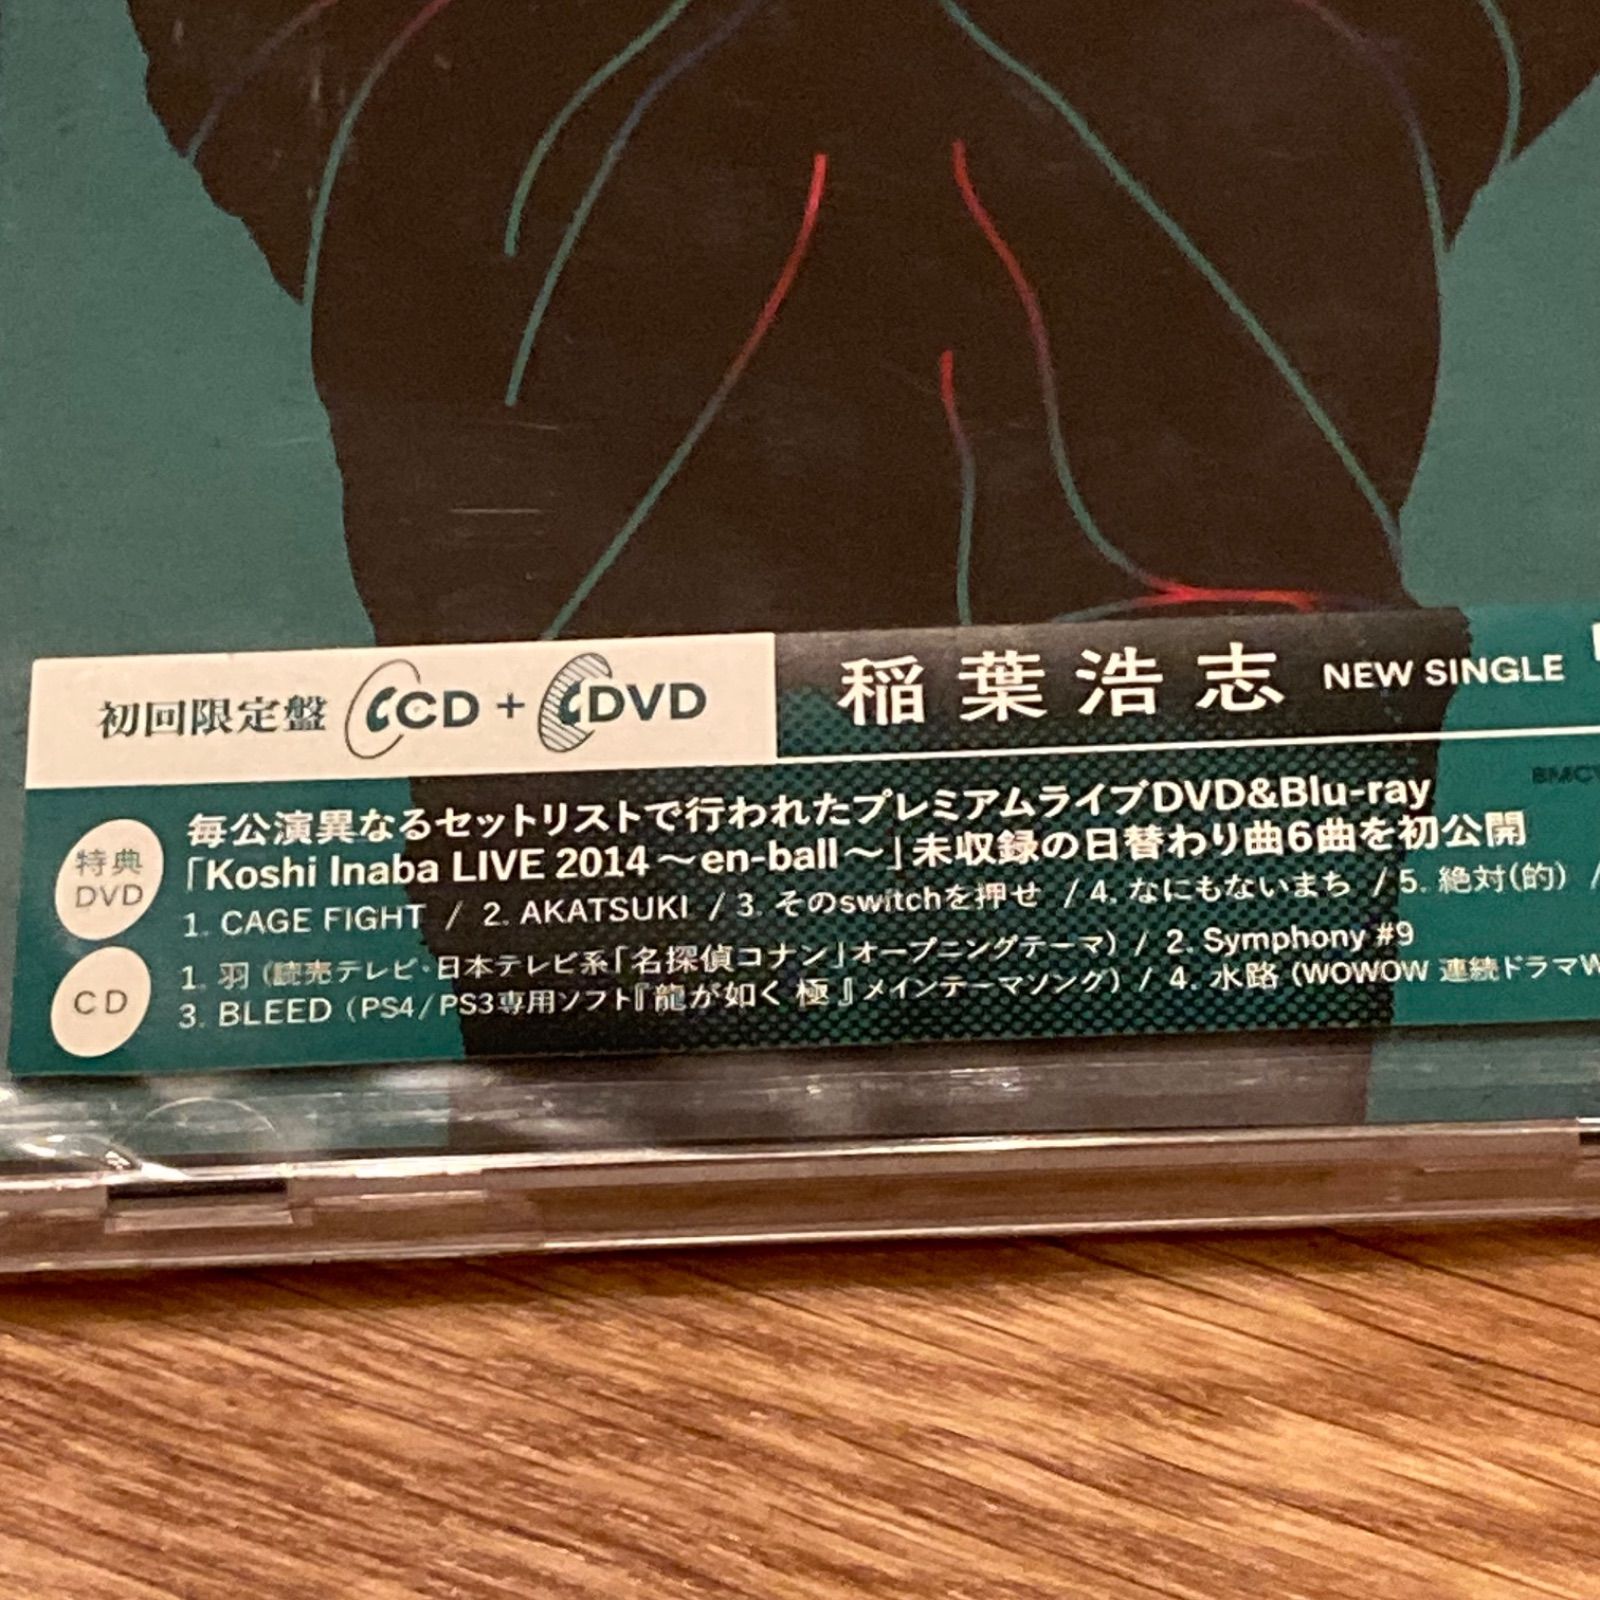 初回限定盤 CD + DVD
稲葉浩志 NEW SINGLE
BMCV
特典
DVD
毎公演異なるセットリストで行われたプレミアムライブDVD&Blu-ray
「Koshi Inaba LIVE 2014 〜en-ball〜」未収録の日替わり曲6曲を初公開
1. CAGE FIGHT / 2. AKATSUKI / 3. そのswitchを押せ / 4. なにもないまち / 5. 絶対(的) /
CD
1. 羽 (読売テレビ・日本テレビ系「名探偵コナン」オープニングテーマ) / 2. Symphony #9
3. BLEED (PS4/PS3専用ソフト『龍が如く 極 』メインテーマソング) / 4. 水路 (WOWOW 連続ドラマW